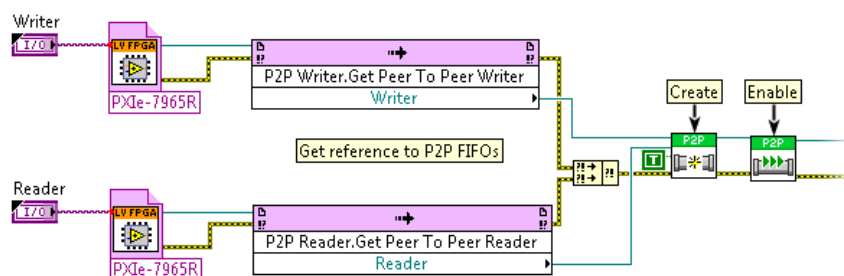 Writer
I/O
LV FPGA
PXIe-7965R
P2P Writer.Get Peer To Peer Writer
Writer
Create
Enable
P2P
P2P
T
Get reference to P2P FIFOs
Reader
I/O
LV FPGA
PXIe-7965R
P2P Reader.Get Peer To Peer Reader
Reader